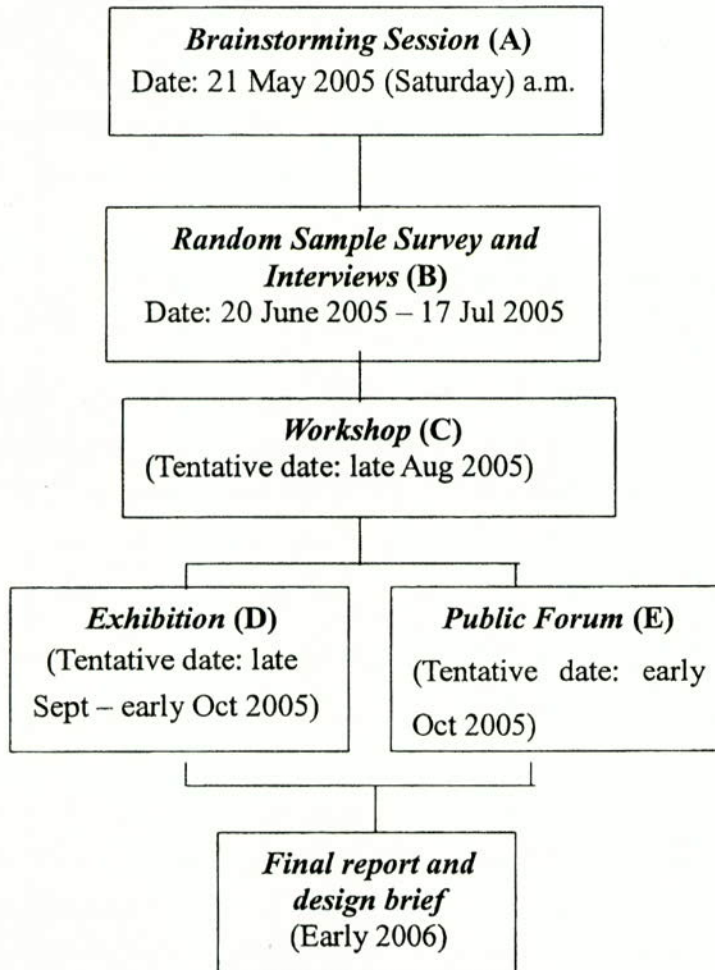 Brainstorming Session (A)
Date: 21 May 2005 (Saturday) a.m.
Random Sample Survey and
Interviews (B)
Date: 20 June 2005 – 17 Jul 2005
Workshop (C)
(Tentative date: late Aug 2005)
Exhibition (D)
(Tentative date: late
Sept – early Oct 2005)
Public Forum (E)
(Tentative date: early
Oct 2005)
Final report and
design brief
(Early 2006)